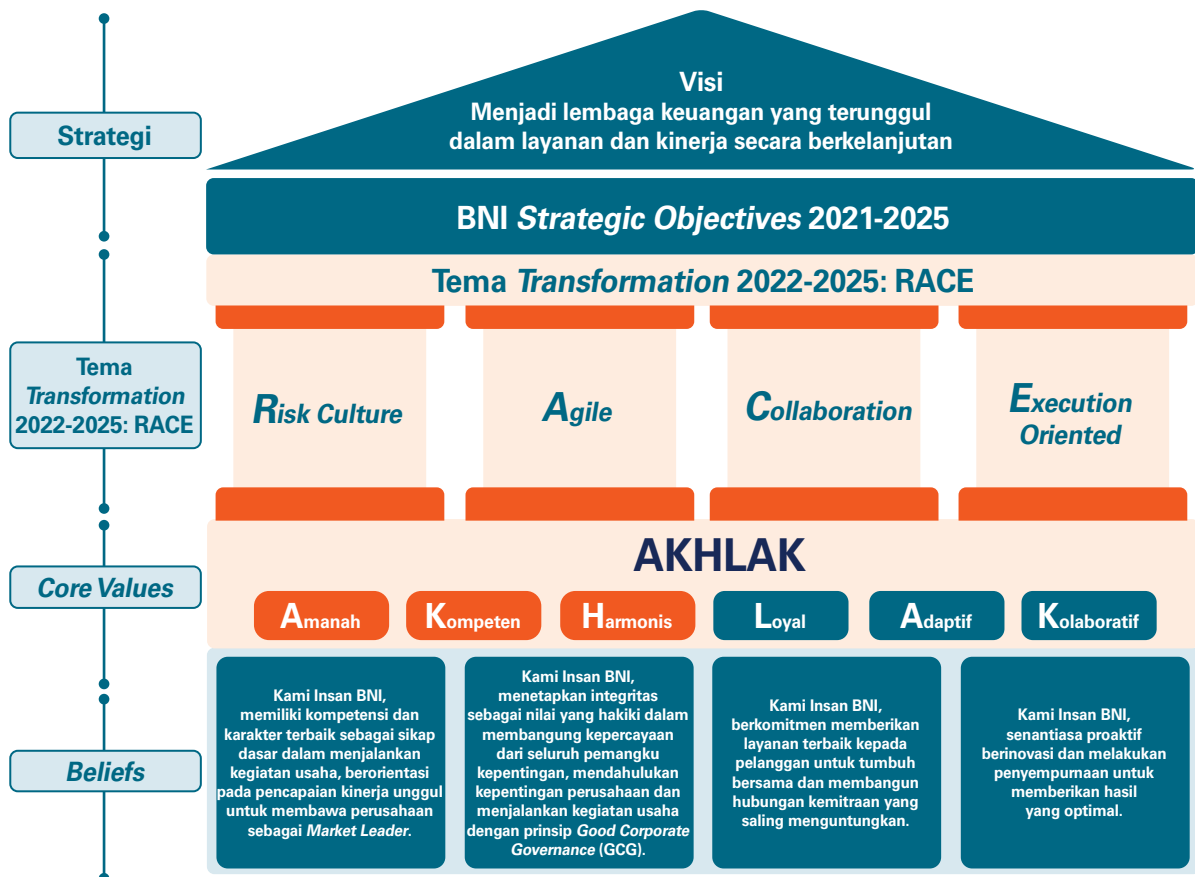 Visi
Menjadi lembaga keuangan yang terunggul
dalam layanan dan kinerja secara berkelanjutan
Strategi
BNI Strategic Objectives 2021-2025
Tema Transformation 2022-2025: RACE
Tema
Transformation
2022-2025: RACE
Risk Culture
Agile
Collaboration
Execution
Oriented
Core Values
AKHLAK
Amanah
Kompeten
Harmonis
Loyal
Adaptif
Kolaboratif
Beliefs
Kami Insan BNI,
memiliki kompetensi dan
karakter terbaik sebagai sikap
dasar dalam menjalankan
kegiatan usaha, berorientasi
pada pencapaian kinerja unggul
untuk membawa perusahaan
sebagai Market Leader.
Kami Insan BNI,
menetapkan integritas
sebagai nilai yang hakiki dalam
membangung kepercayaan
dari seluruh pemangku
kepentingan, mendahulukan
kepentingan perusahaan dan
menjalankan kegiatan usaha
dengan prinsip Good Corporate
Governance (GCG).
Kami Insan BNI,
berkomitmen memberikan
layanan terbaik kepada
pelanggan untuk tumbuh
bersama dan membangun
hubungan kemitraan yang
saling menguntungkan.
Kami Insan BNI,
senantiasa proaktif
berinovasi dan melakukan
penyempurnaan untuk
memberikan hasil
yang optimal.